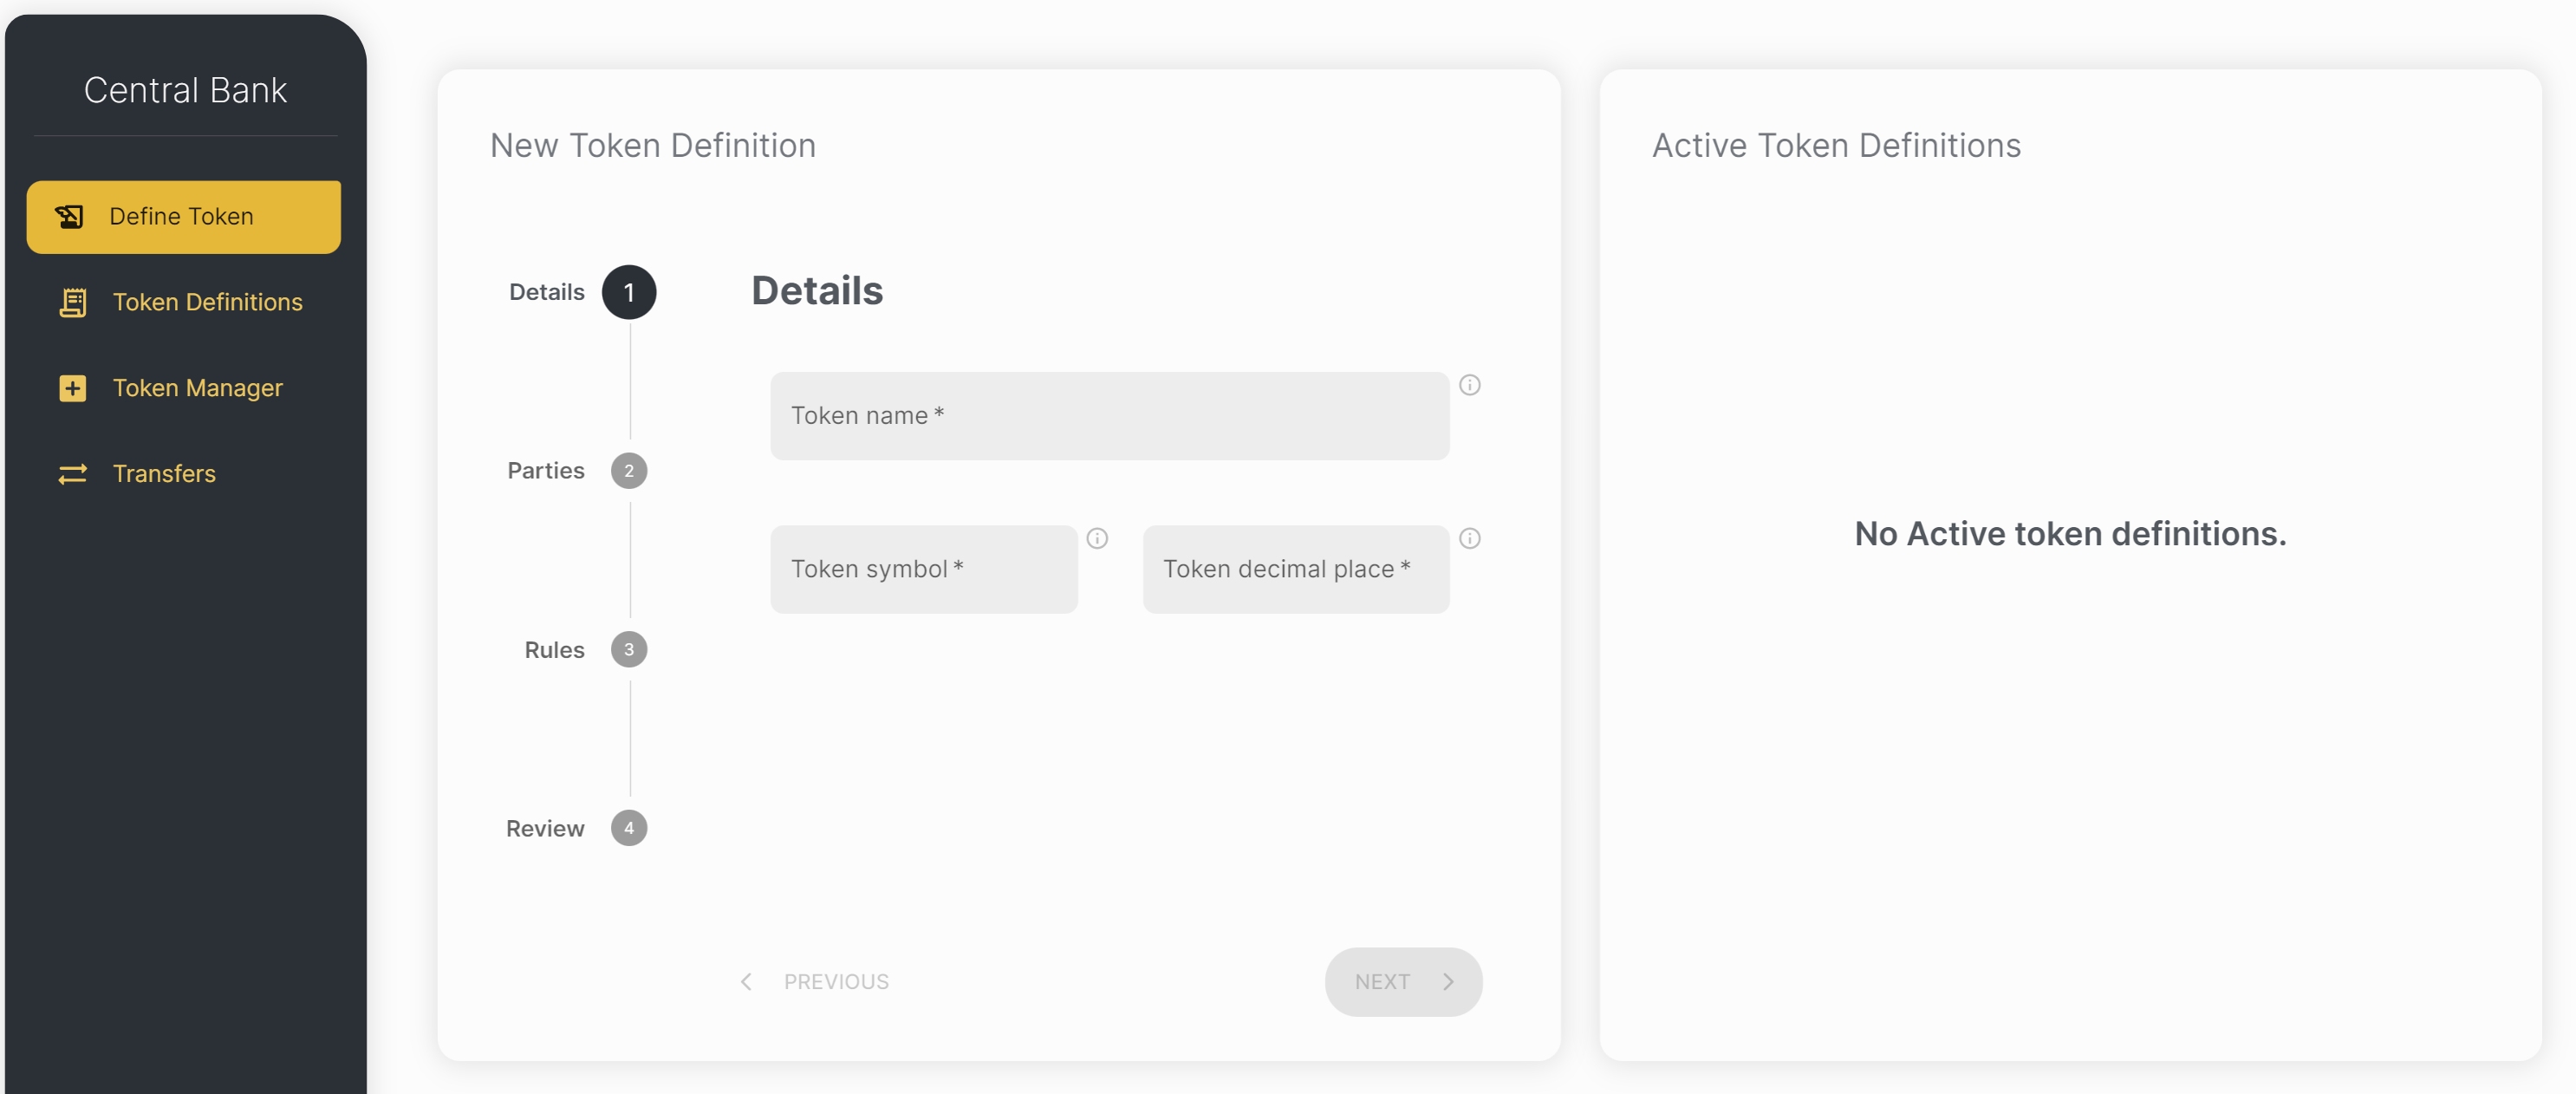 Central Bank
Define Token
Token Definitions
Token Manager
Transfers
New Token Definition
Details 1
Parties 2
Rules 3
Review 4
Details
Token name *
Token symbol *
Token decimal place *
PREVIOUS
NEXT
Active Token Definitions
No Active token definitions.